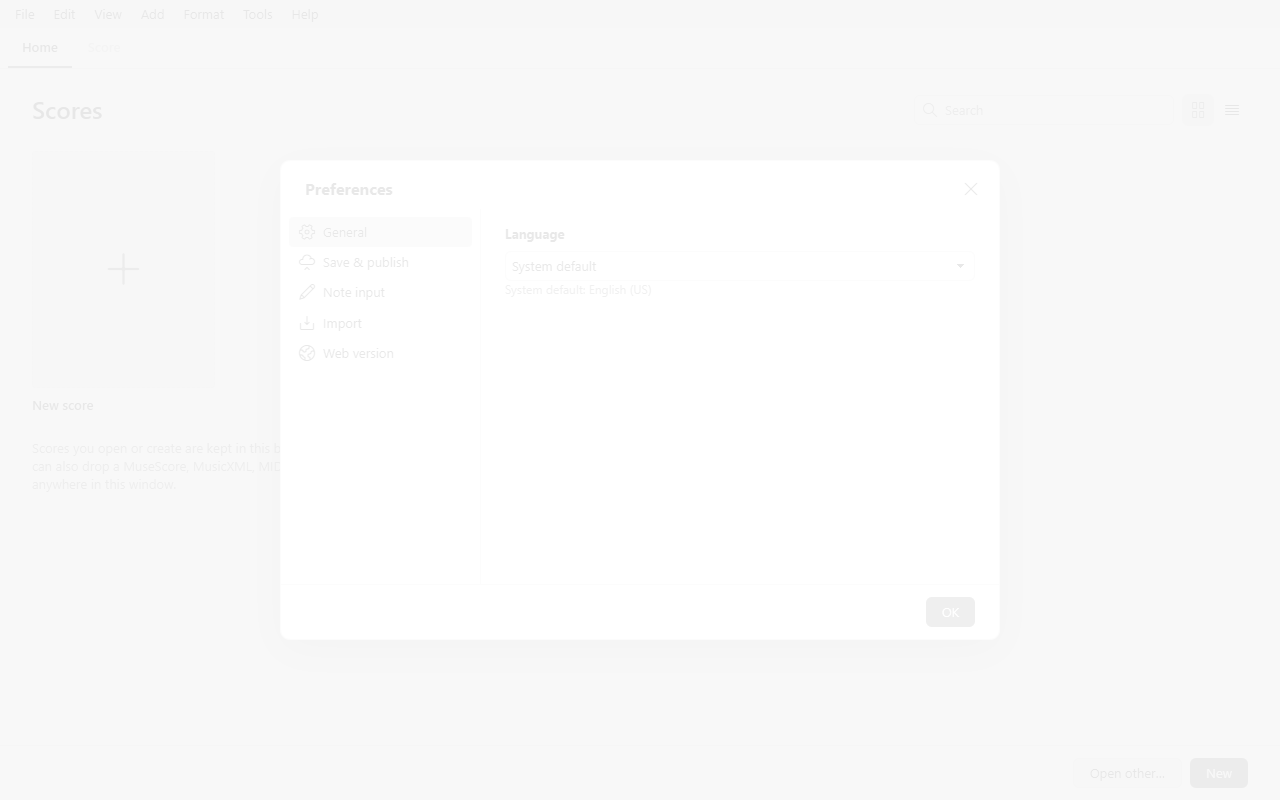 File Edit View Add Format Tools Help
Home Score
Scores
Search
Preferences
General
Save & publish
Note input
Import
Web version
Language
System default
System default: English (US)
New score
Scores you open or create are kept in this
can also drop a MuseScore, MusicXML,
anywhere in this window.
OK
Open other... New